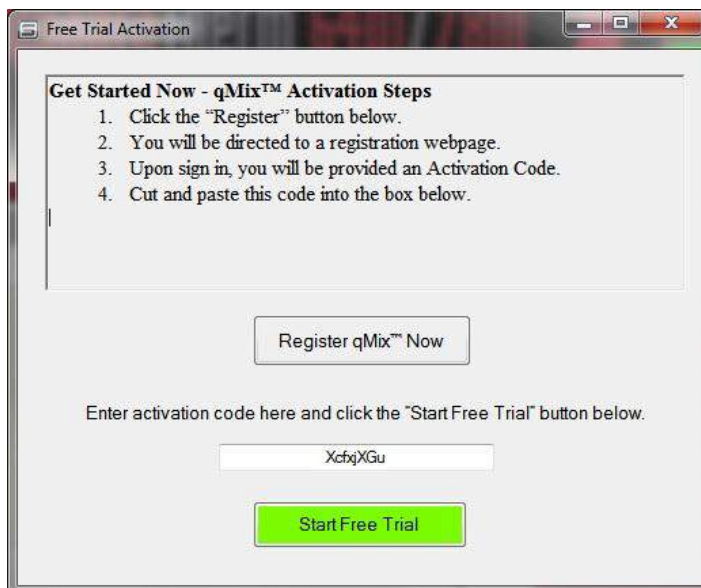 Free Trial Activation
Get Started Now - qMix™ Activation Steps
1. Click the “Register” button below.
2. You will be directed to a registration webpage.
3. Upon sign in, you will be provided an Activation Code.
4. Cut and paste this code into the box below.
Register qMix™ Now
Enter activation code here and click the "Start Free Trial" button below.
XcfxjXGu
Start Free Trial